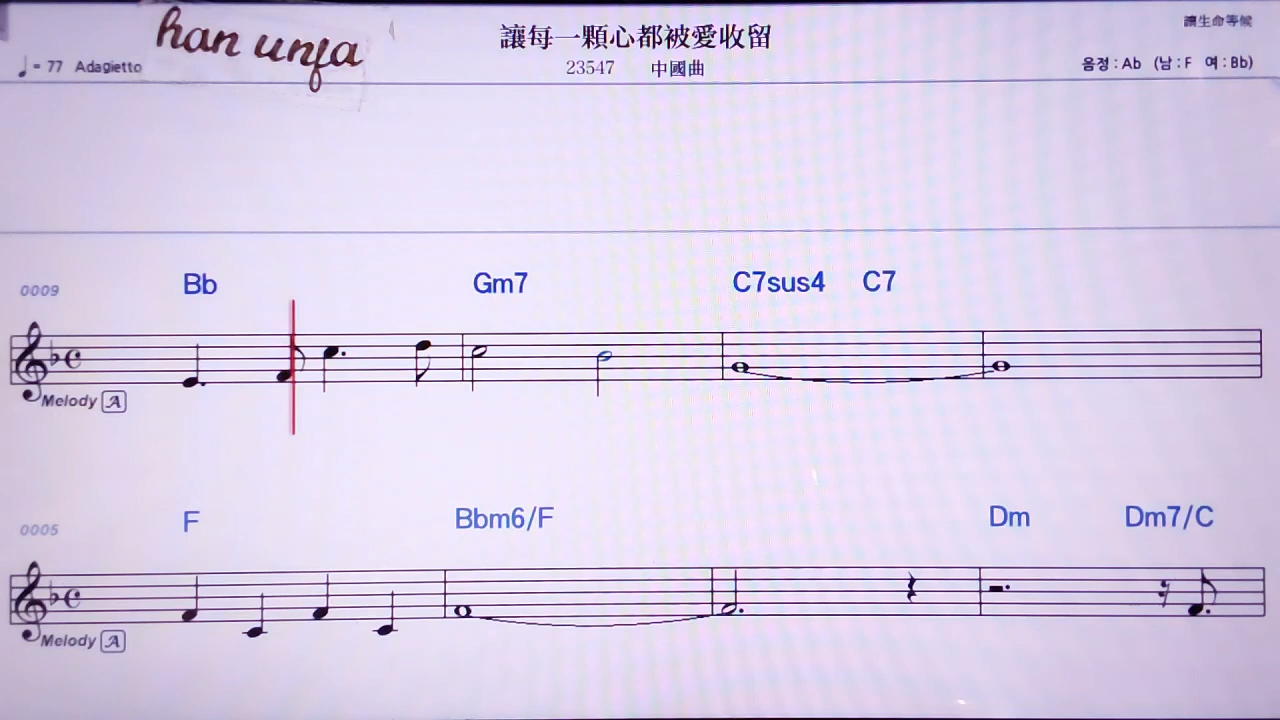 han unfa
讓每一顆心都被愛收留
讓生命等候
♩= 77 Adagietto
23547 中國曲
음정 : Ab (남 : F 여 : Bb)
0009
Bb Gm7 C7sus4 C7
Melody A
0005
F Bbm6/F Dm Dm7/C
Melody A